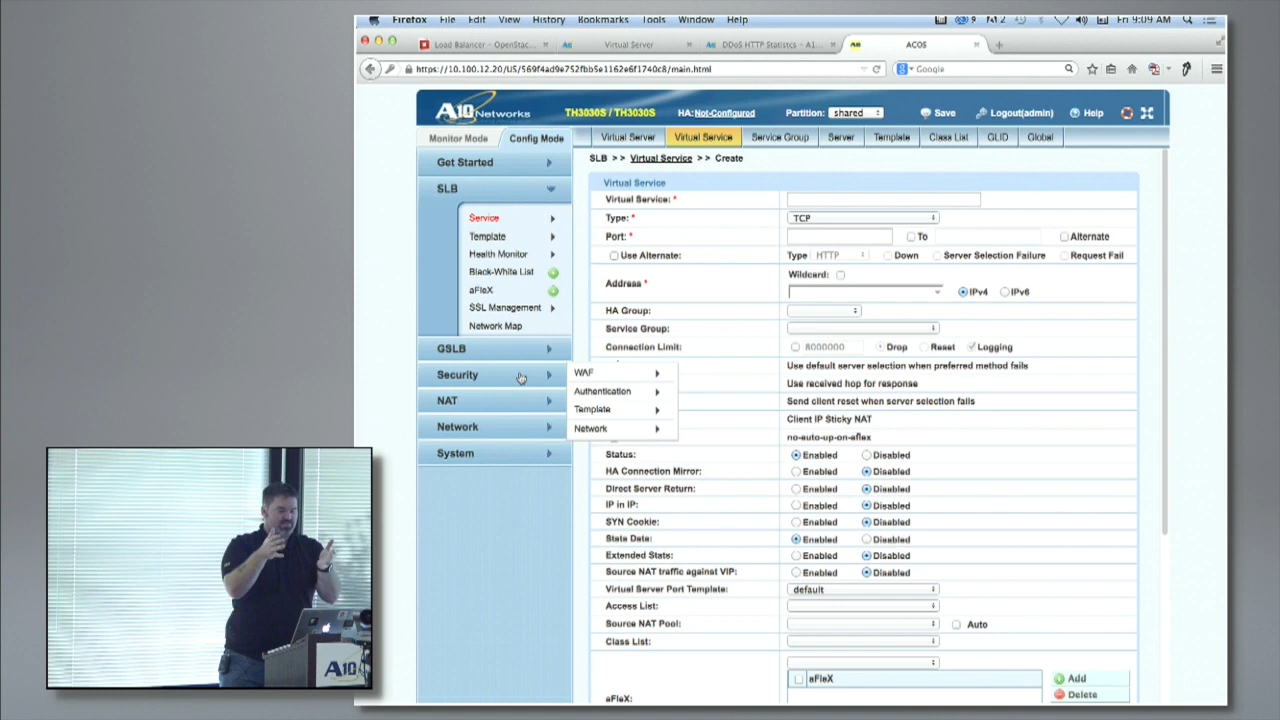 Firefox File Edit View History Bookmarks Tools Window Help 9 2 Fri 9:09 AM
Load Balancer - OpenStac... Virtual Server DDoS HTTP Statistcs - A1... ACOS
https://10.100.12.20/US/569f4ad9e752fbb5e1162e6f1740c8/main.html Google
A10 Networks TH3030S / TH3030S HA:Not-Configured Partition: shared Save Logout(admin) Help
Monitor Mode Config Mode Virtual Server Virtual Service Service Group Server Template Class List GLID Global
Get Started
SLB >> Virtual Service >> Create
SLB
Service
Template
Health Monitor
Black-White List
aFleX
SSL Management
Network Map
GSLB
Security
NAT
Network
System
WAF
Authentication
Template
Network
Virtual Service
Virtual Service: *
Type: * TCP
Port: * To Alternate
Use Alternate: Type HTTP Down Server Selection Failure Request Fail
Address * Wildcard: IPv4 IPv6
HA Group:
Service Group:
Connection Limit: 8000000 Drop Reset Logging
Use default server selection when preferred method fails
Use received hop for response
Send client reset when server selection fails
Client IP Sticky NAT
no-auto-up-on-aflex
Status: Enabled Disabled
HA Connection Mirror: Enabled Disabled
Direct Server Return: Enabled Disabled
IP in IP: Enabled Disabled
SYN Cookie: Enabled Disabled
Stats Data: Enabled Disabled
Extended Stats: Enabled Disabled
Source NAT traffic against VIP: Enabled Disabled
Virtual Server Port Template: default
Access List:
Source NAT Pool: Auto
Class List:
aFleX Add
Delete
aFleX:
A10